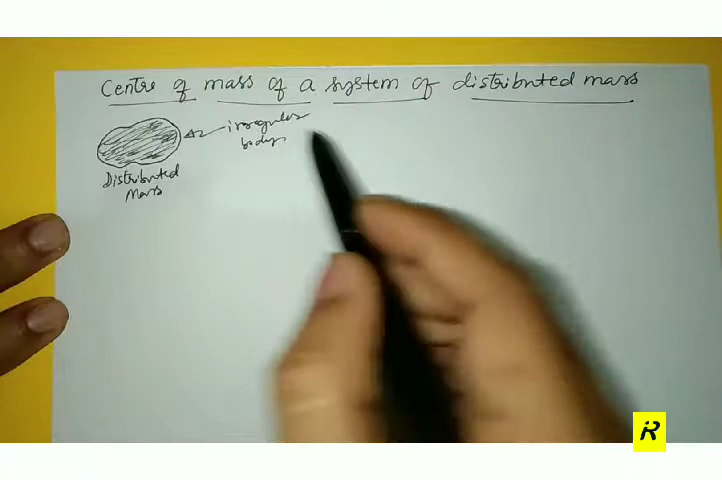 Centre of mass of a system of distributed mass
irregular
body
Distributed
Mass
R